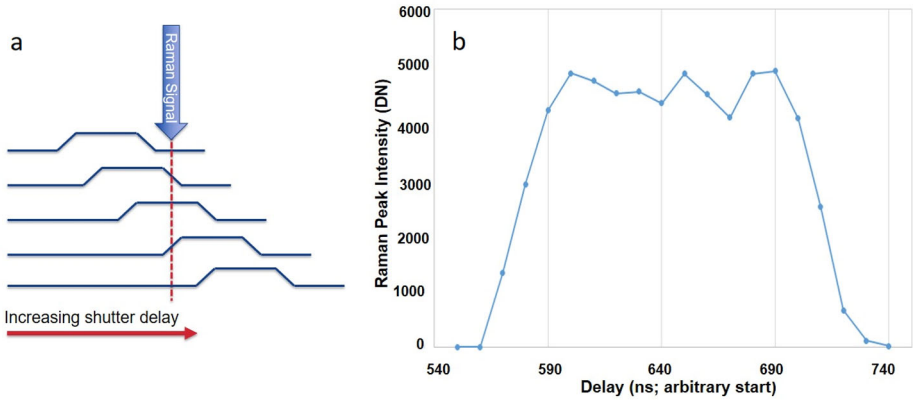 a
Raman Signal
Increasing shutter delay
b
Raman Peak Intensity (DN)
6000
5000
4000
3000
2000
1000
0
540 590 640 690 740
Delay (ns; arbitrary start)